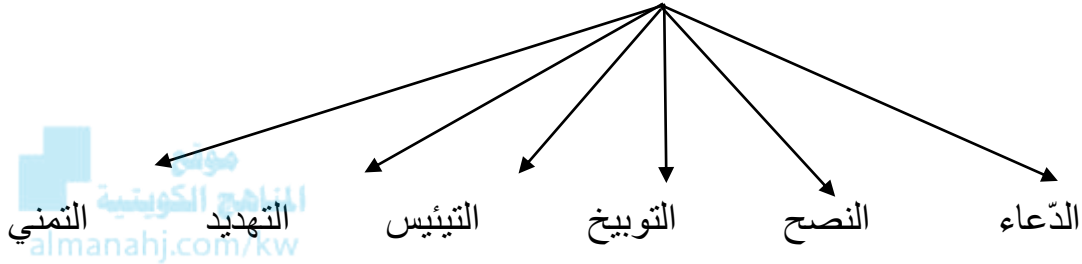 الدّعاء النصح التوبيخ التيئيس التهديد التمني
موقع
المناهج الكويتية
almanahj.com/kw